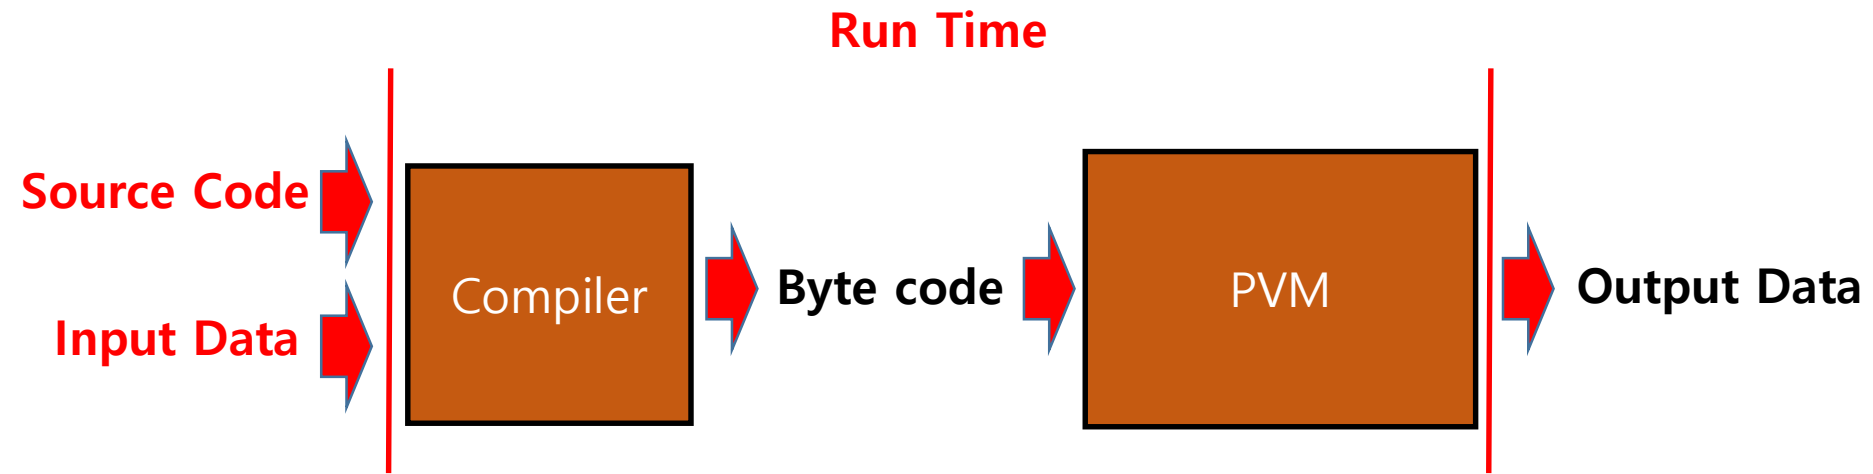 Run Time
Source Code
Input Data
Compiler
Byte code
PVM
Output Data